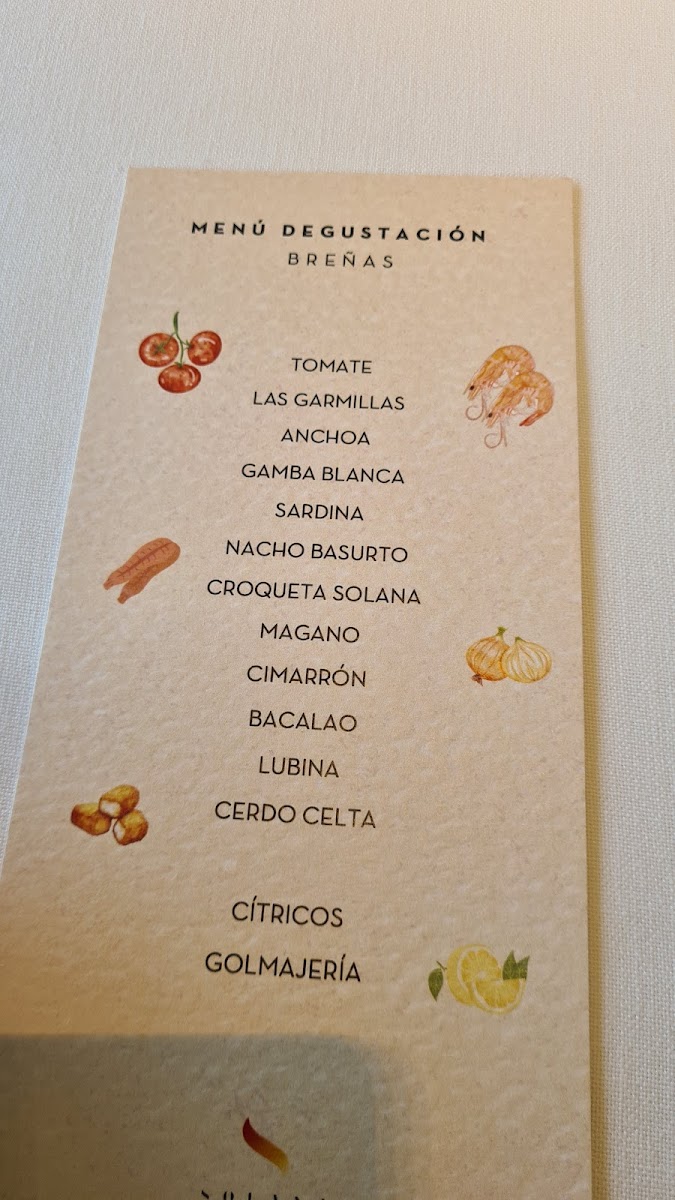 MENÚ DEGUSTACIÓN
BREÑAS
TOMATE
LAS GARMILLAS
ANCHOA
GAMBA BLANCA
SARDINA
NACHO BASURTO
CROQUETA SOLANA
MAGANO
CIMARRÓN
BACALAO
LUBINA
CERDO CELTA
CÍTRICOS
GOLMAJERÍA